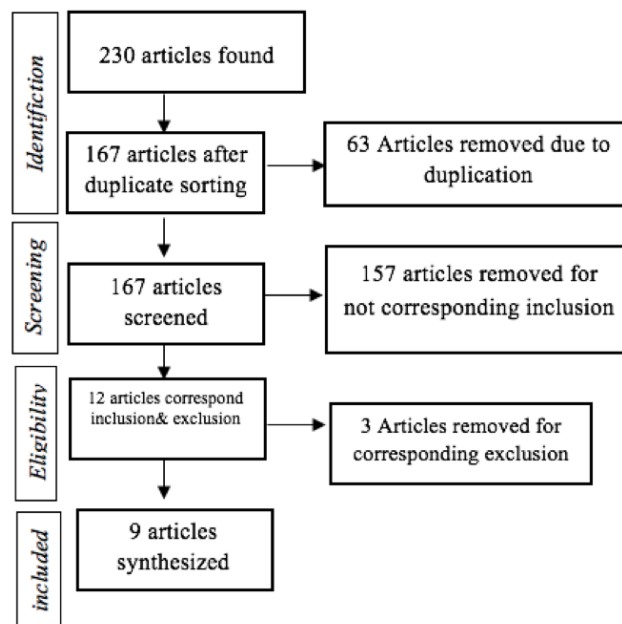 Identifiction
230 articles found
167 articles after
duplicate sorting
63 Articles removed due to
duplication
Screening
167 articles
screened
157 articles removed for
not corresponding inclusion
Eligibility
12 articles correspond
inclusion& exclusion
3 Articles removed for
corresponding exclusion
included
9 articles
synthesized